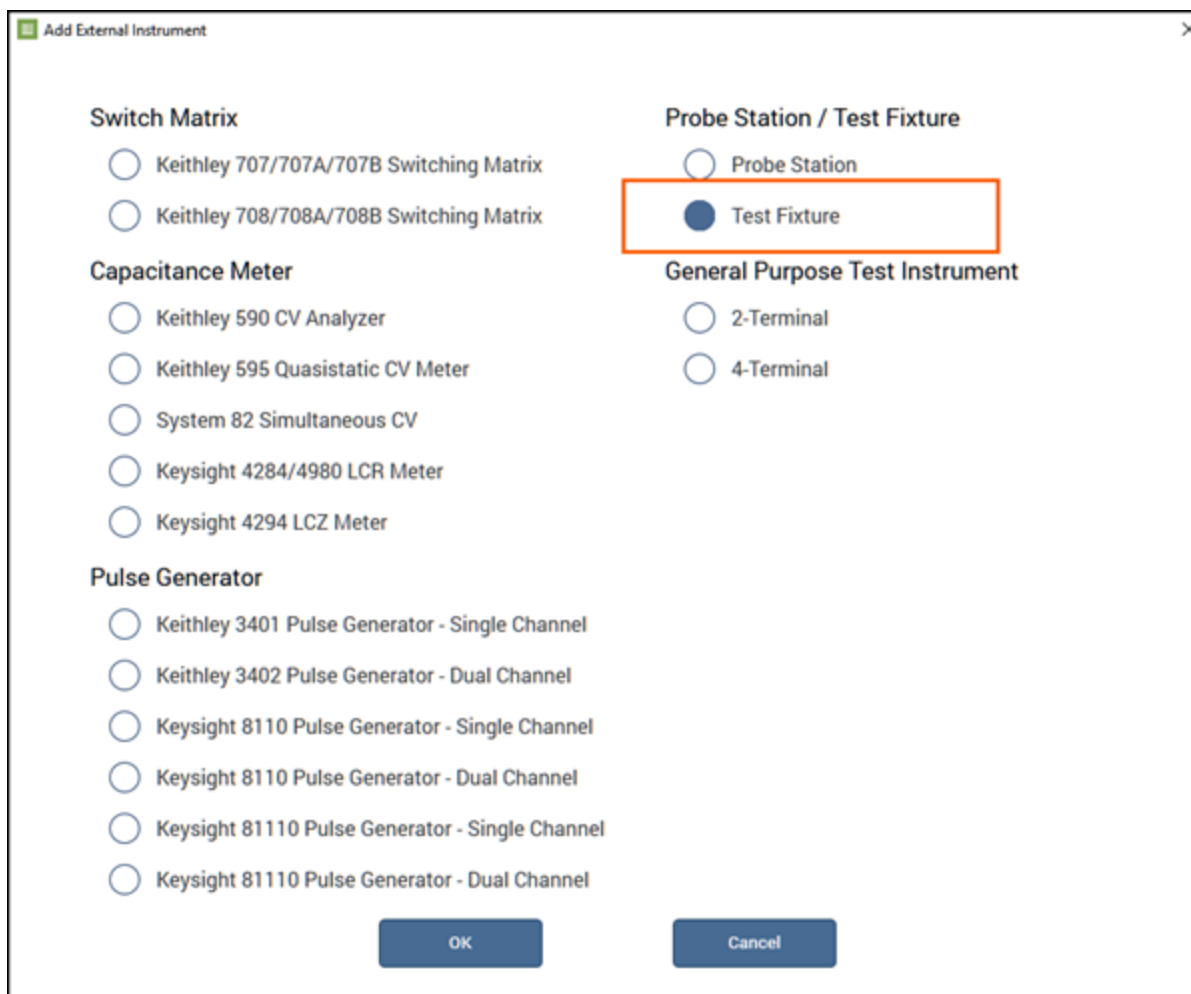 Add External Instrument
Switch Matrix
Keithley 707/707A/707B Switching Matrix
Keithley 708/708A/708B Switching Matrix
Capacitance Meter
Keithley 590 CV Analyzer
Keithley 595 Quasistatic CV Meter
System 82 Simultaneous CV
Keysight 4284/4980 LCR Meter
Keysight 4294 LCZ Meter
Pulse Generator
Keithley 3401 Pulse Generator - Single Channel
Keithley 3402 Pulse Generator - Dual Channel
Keysight 8110 Pulse Generator - Single Channel
Keysight 8110 Pulse Generator - Dual Channel
Keysight 81110 Pulse Generator - Single Channel
Keysight 81110 Pulse Generator - Dual Channel
Probe Station / Test Fixture
Probe Station
Test Fixture
General Purpose Test Instrument
2-Terminal
4-Terminal
OK
Cancel